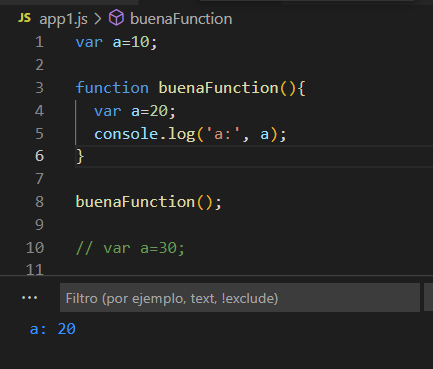 JS app1.js > buenaFunction
1 var a=10;
2
3 function buenaFunction(){
4 var a=20;
5 console.log('a:', a);
6 }
7
8 buenaFunction();
9
10 // var a=30;
11
... Filtro (por ejemplo, text, !exclude)
a: 20